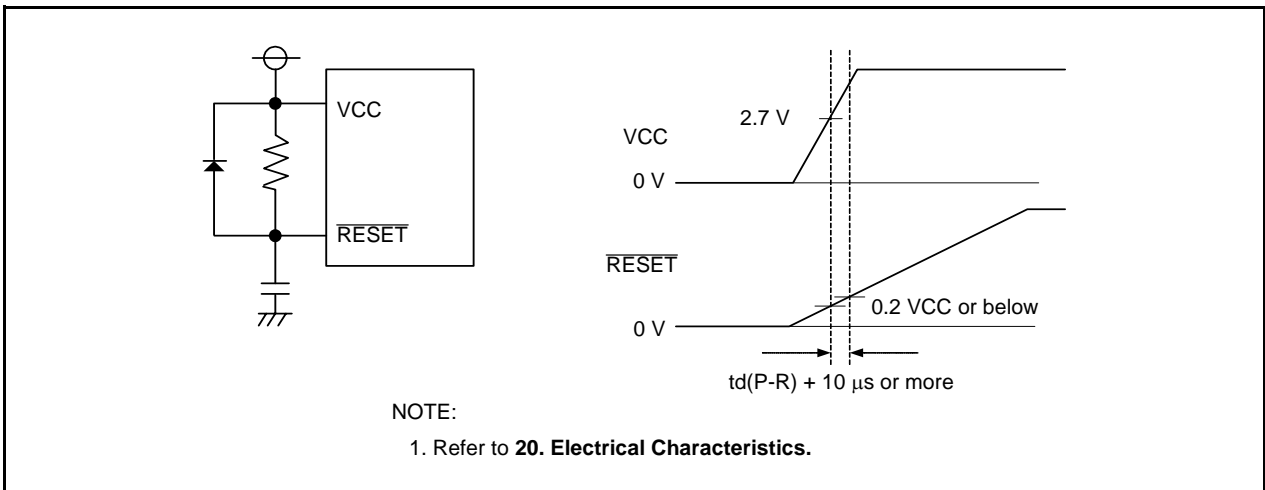 VCC
RESET
2.7 V
VCC
0 V
RESET
0.2 VCC or below
0 V
td(P-R) + 10 μs or more
NOTE:
1. Refer to 20. Electrical Characteristics.